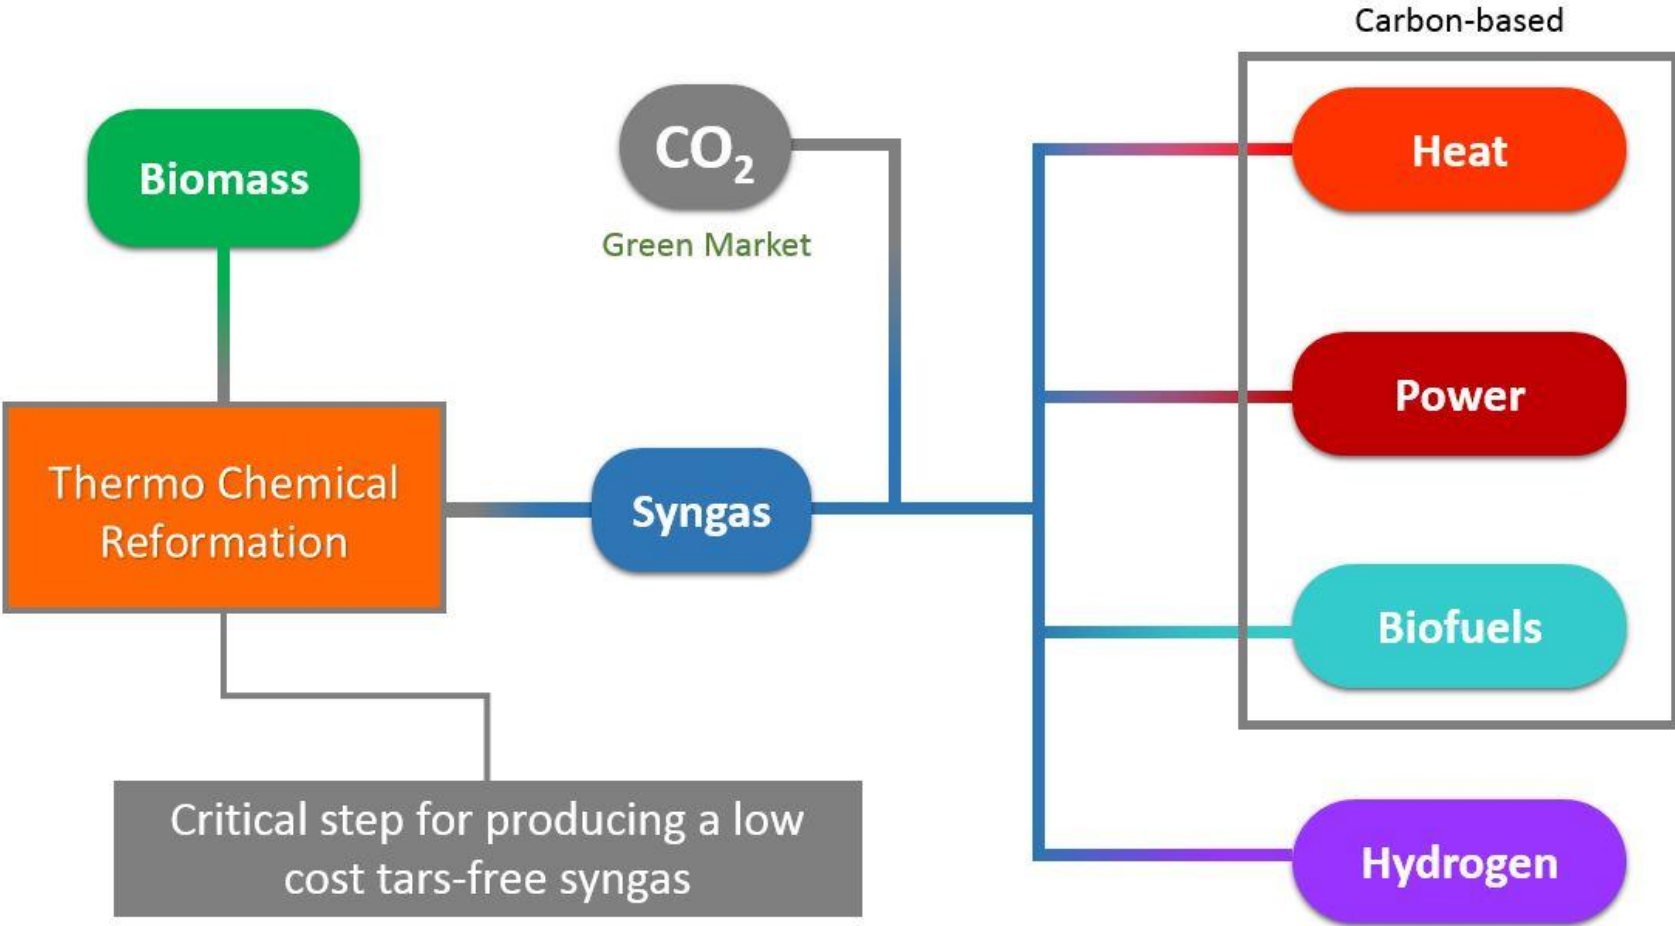 Carbon-based
Biomass
CO₂
Green Market
Heat
Power
Thermo Chemical
Reformation
Syngas
Biofuels
Critical step for producing a low
cost tars-free syngas
Hydrogen